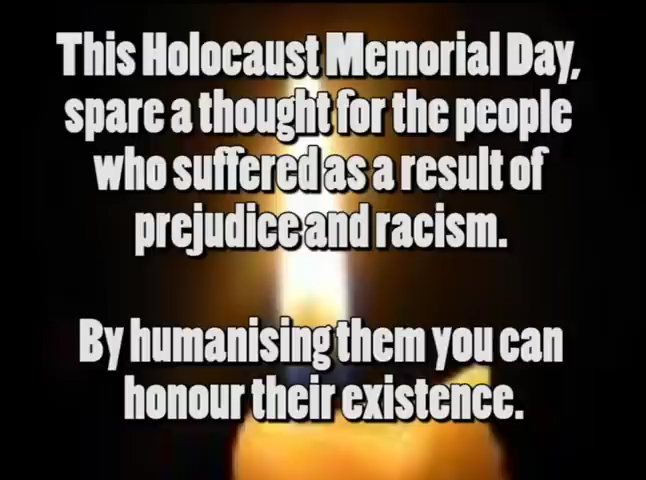 This Holocaust Memorial Day,
spare a thought for the people
who suffered as a result of
prejudice and racism.
By humanising them you can
honour their existence.